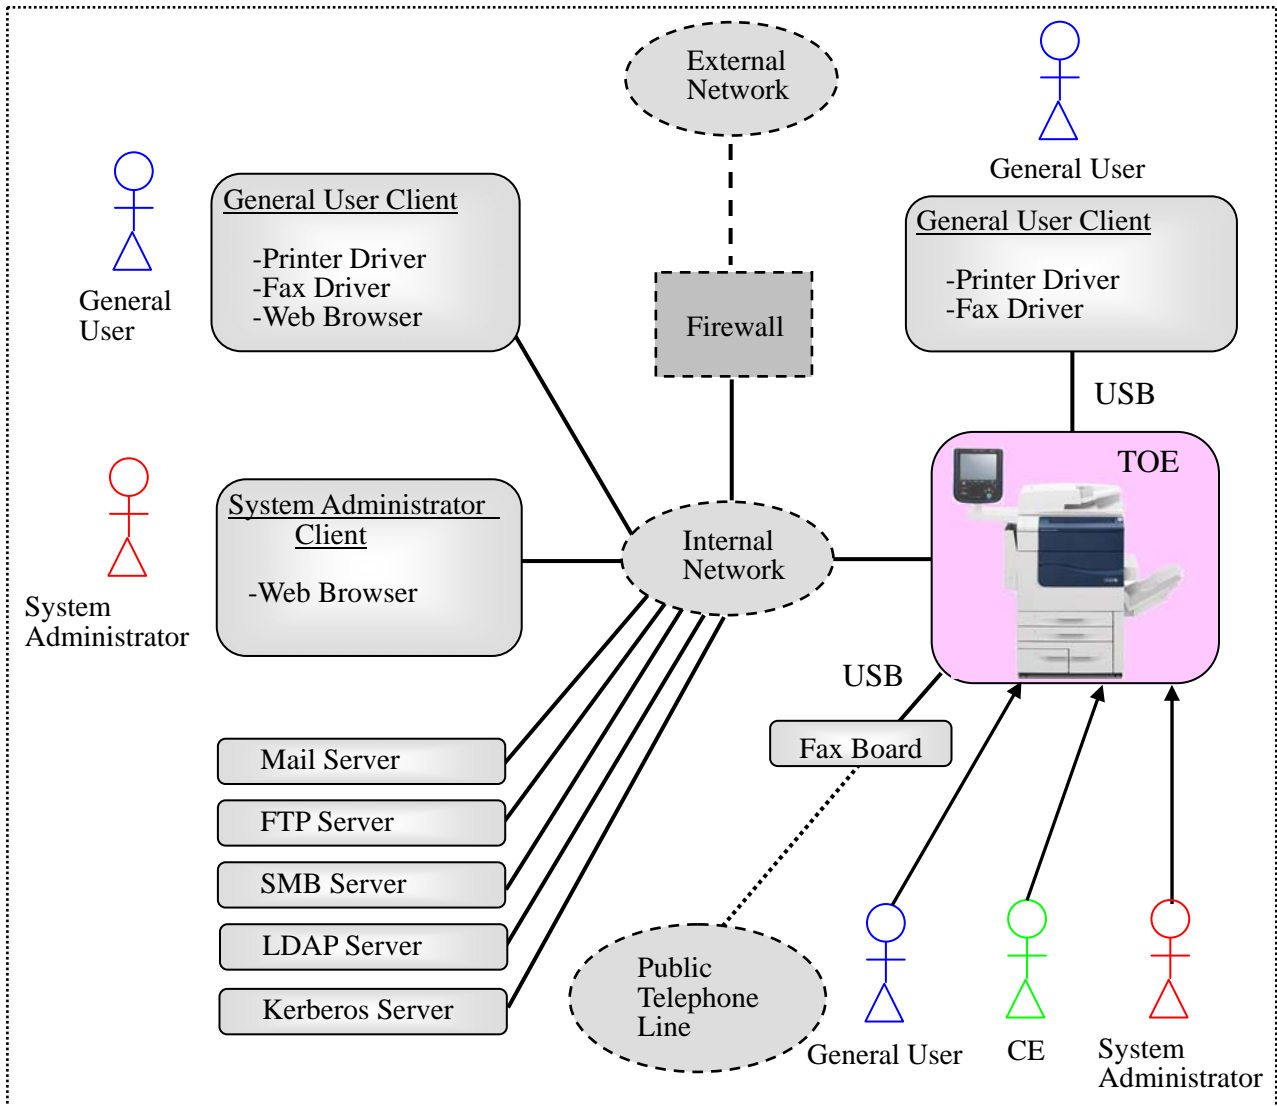 External
Network
General User
General User Client
-Printer Driver
-Fax Driver
-Web Browser
General
User
Firewall
General User Client
-Printer Driver
-Fax Driver
USB
TOE
System Administrator
Client
-Web Browser
System
Administrator
Internal
Network
USB
Fax Board
Mail Server
FTP Server
SMB Server
LDAP Server
Kerberos Server
Public
Telephone
Line
General User
CE
System
Administrator